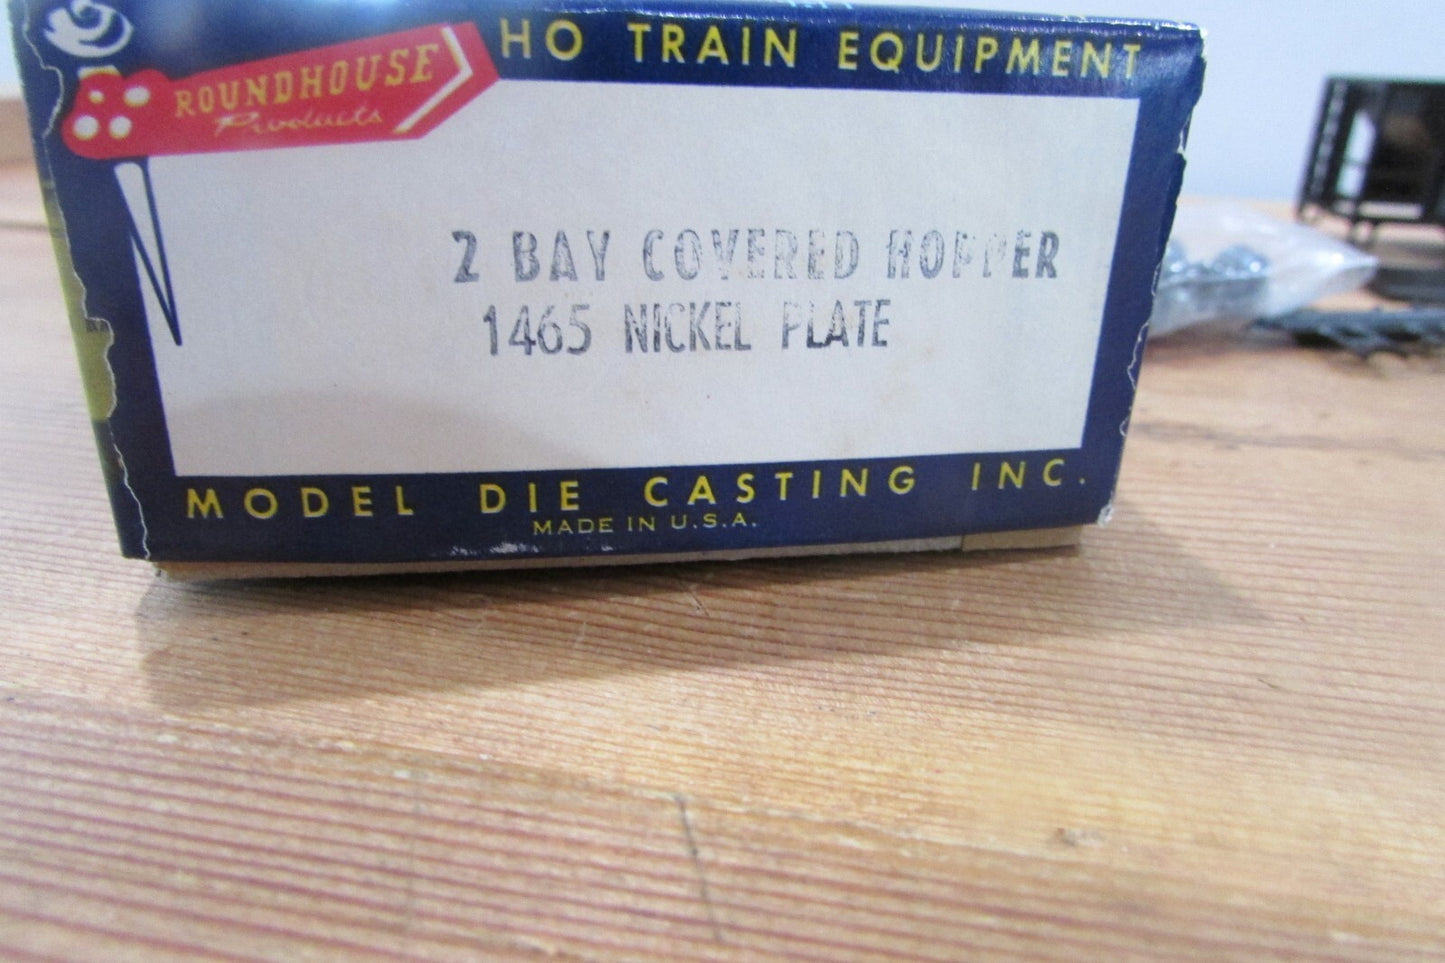 HO TRAIN EQUIPMENT
ROUNDHOUSE
Products
2 BAY COVERED HOPPER
1465 NICKEL PLATE
MODEL DIE CASTING INC.
MADE IN U.S.A.